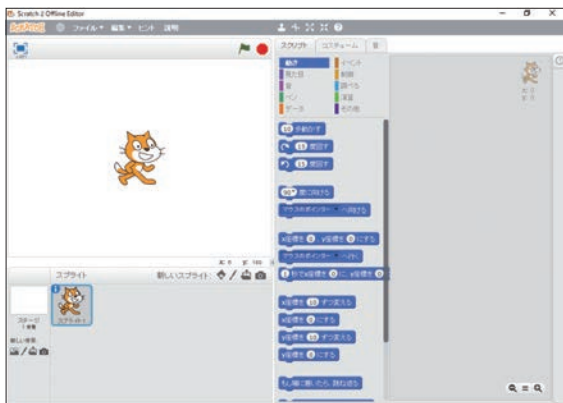 Scratch 2 Offline Editor
SCRATCH ファイル▼ 編集▼ ヒント 説明
スクリプト コスチューム 音
動き イベント
見た目 制御
音 調べる
ペン 演算
データ その他
10 歩動かす
15 度回す
15 度回す
90▼ 度に向ける
マウスのポインター▼ へ向ける
x座標を 0 、y座標を 0 にする
マウスのポインター▼ へ行く
1 秒でx座標を 0 に、y座標を 0
x座標を 10 ずつ変える
x座標を 0 にする
y座標を 10 ずつ変える
y座標を 0 にする
もし端に着いたら、跳ね返る
スプライト 新しいスプライト:
ステージ
スプライト1